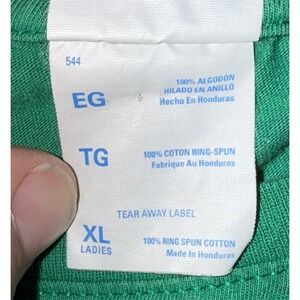 544
100% ALGODÓN
EG HILADO EN ANILLO
Hecho En Honduras
TG 100% COTON RING-SPUN
Fabrique Au Honduras
TEAR AWAY LABEL
XL 100% RING SPUN COTTON
LADIES Made In Honduras